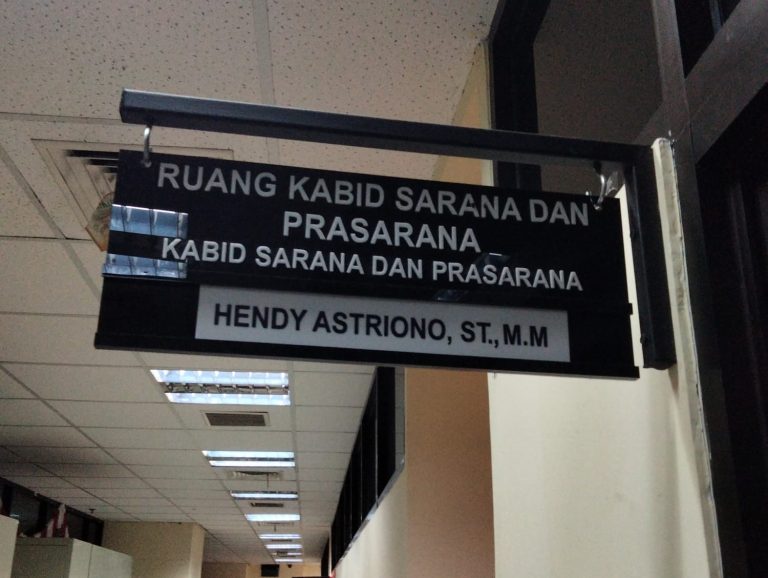 RUANG KABID SARANA DAN
PRASARANA
KABID SARANA DAN PRASARANA
HENDY ASTRIONO, ST., M.M